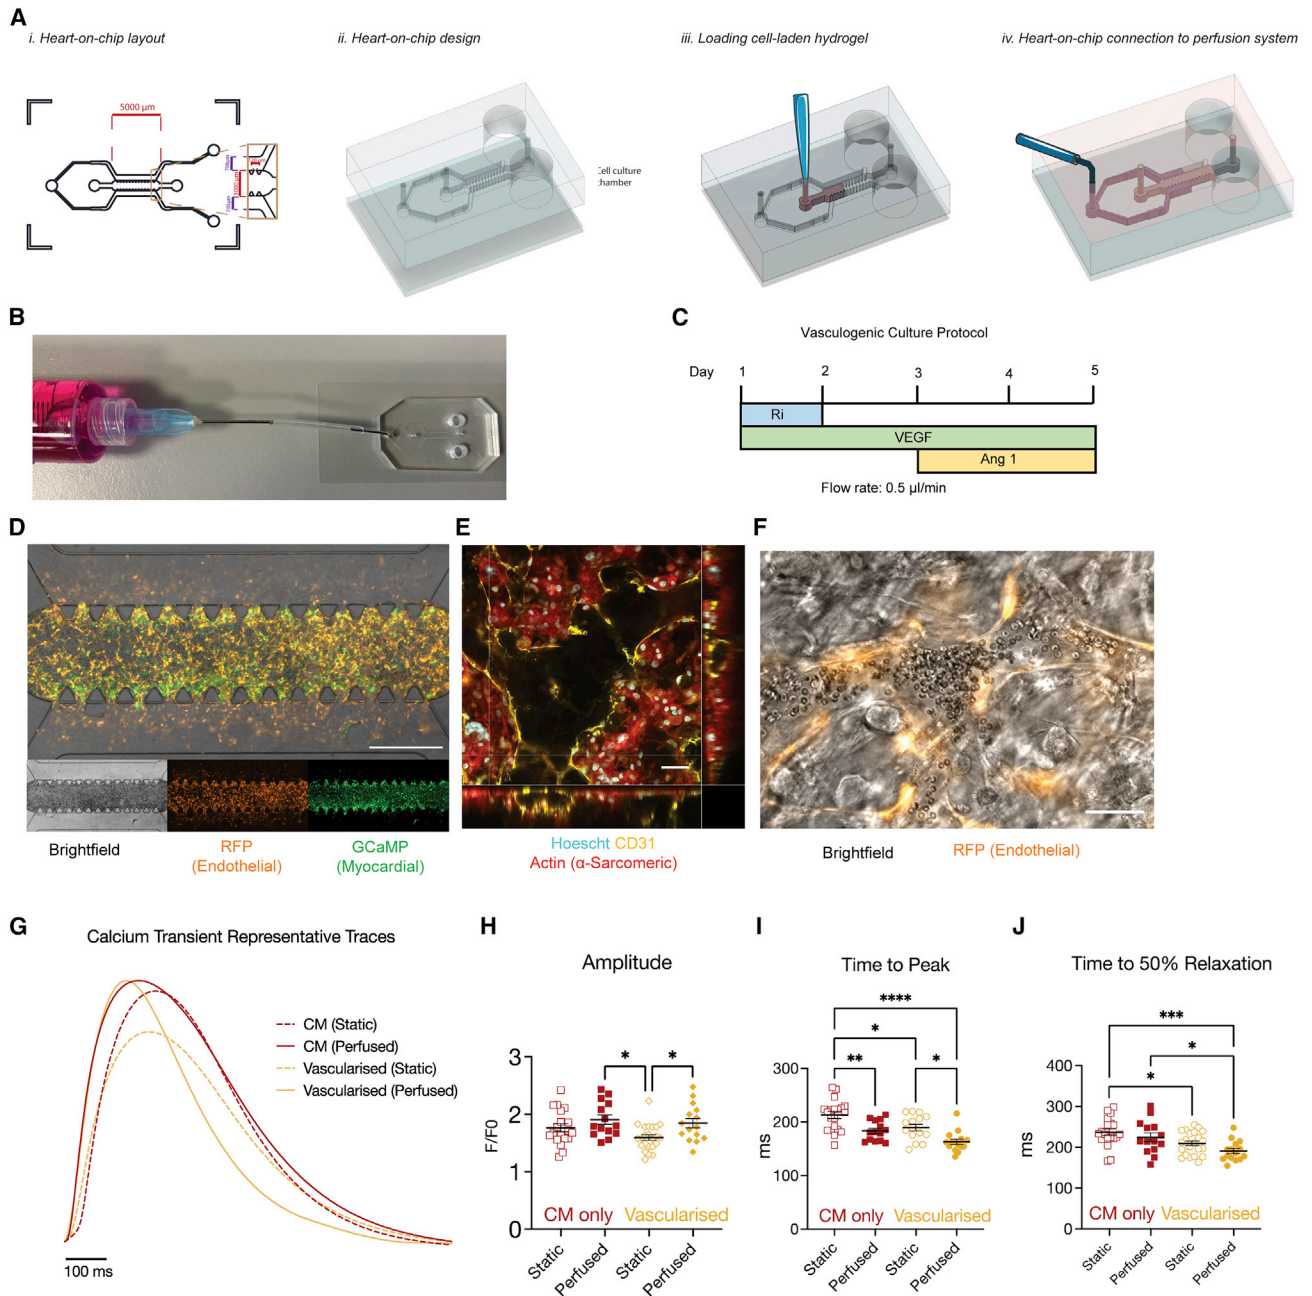 A
i. Heart-on-chip layout
ii. Heart-on-chip design
iii. Loading cell-laden hydrogel
iv. Heart-on-chip connection to perfusion system
5000 µm
1000 µm
Cell culture
chamber
B
C
Vasculogenic Culture Protocol
Day
1 2 3 4 5
Ri
VEGF
Ang 1
Flow rate: 0.5 µl/min
D
E
F
Brightfield
RFP
(Endothelial)
GCaMP
(Myocardial)
Hoescht CD31
Actin (α-Sarcomeric)
Brightfield
RFP (Endothelial)
G
Calcium Transient Representative Traces
CM (Static)
CM (Perfused)
Vascularised (Static)
Vascularised (Perfused)
100 ms
H
Amplitude
* *
3
2
1
0
F/F0
CM only Vascularised
Static Perfused Static Perfused
I
Time to Peak
****
*
** *
300
200
100
0
ms
CM only Vascularised
Static Perfused Static Perfused
J
Time to 50% Relaxation
***
*
*
400
300
200
100
0
ms
CM only Vascularised
Static Perfused Static Perfused